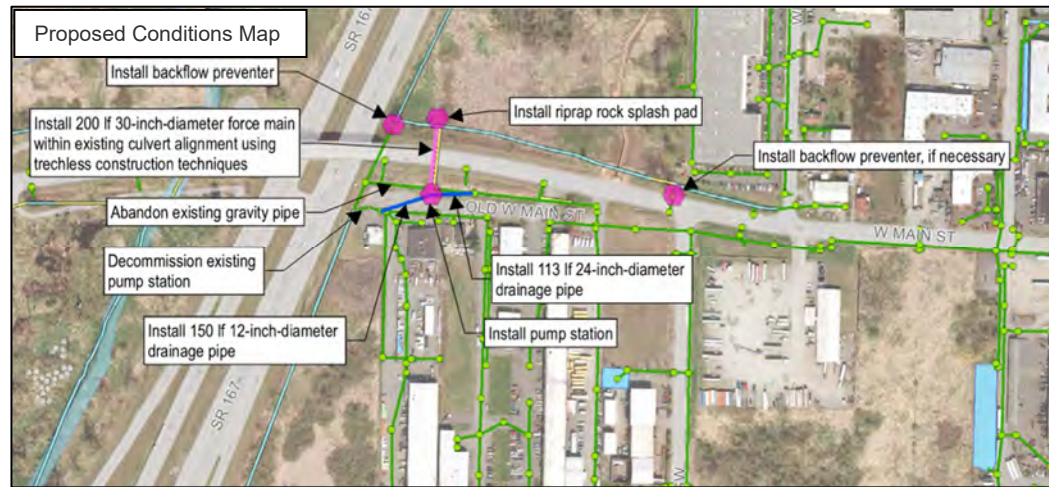 Proposed Conditions Map
SR 167
W
Install backflow preventer
Install riprap rock splash pad
Install 200 lf 30-inch-diameter force main
within existing culvert alignment using
trechless construction techniques
Install backflow preventer, if necessary
Abandon existing gravity pipe
OLD W MAIN ST
W MAIN ST
Decommission existing
pump station
Install 113 lf 24-inch-diameter
drainage pipe
Install 150 lf 12-inch-diameter
drainage pipe
Install pump station
SR 167
W